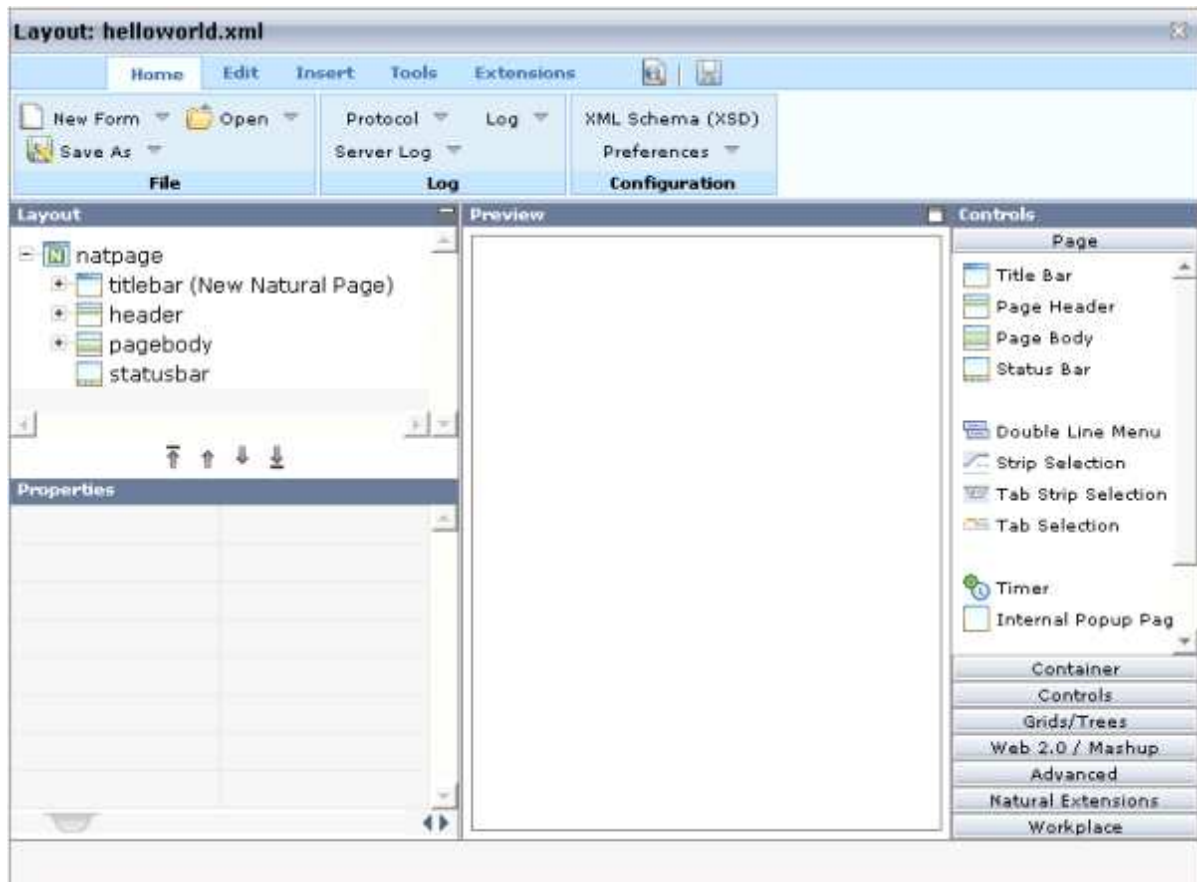 Layout: helloworld.xml
Home Edit Insert Tools Extensions
New Form Open Protocol Log XML Schema (XSD)
Save As Server Log Preferences
File Log Configuration
Layout
natpage
titlebar (New Natural Page)
header
pagebody
statusbar
Properties
Preview
Controls
Page
Title Bar
Page Header
Page Body
Status Bar
Double Line Menu
Strip Selection
Tab Strip Selection
Tab Selection
Timer
Internal Popup Pag
Container
Controls
Grids/Trees
Web 2.0 / Mashup
Advanced
Natural Extensions
Workplace